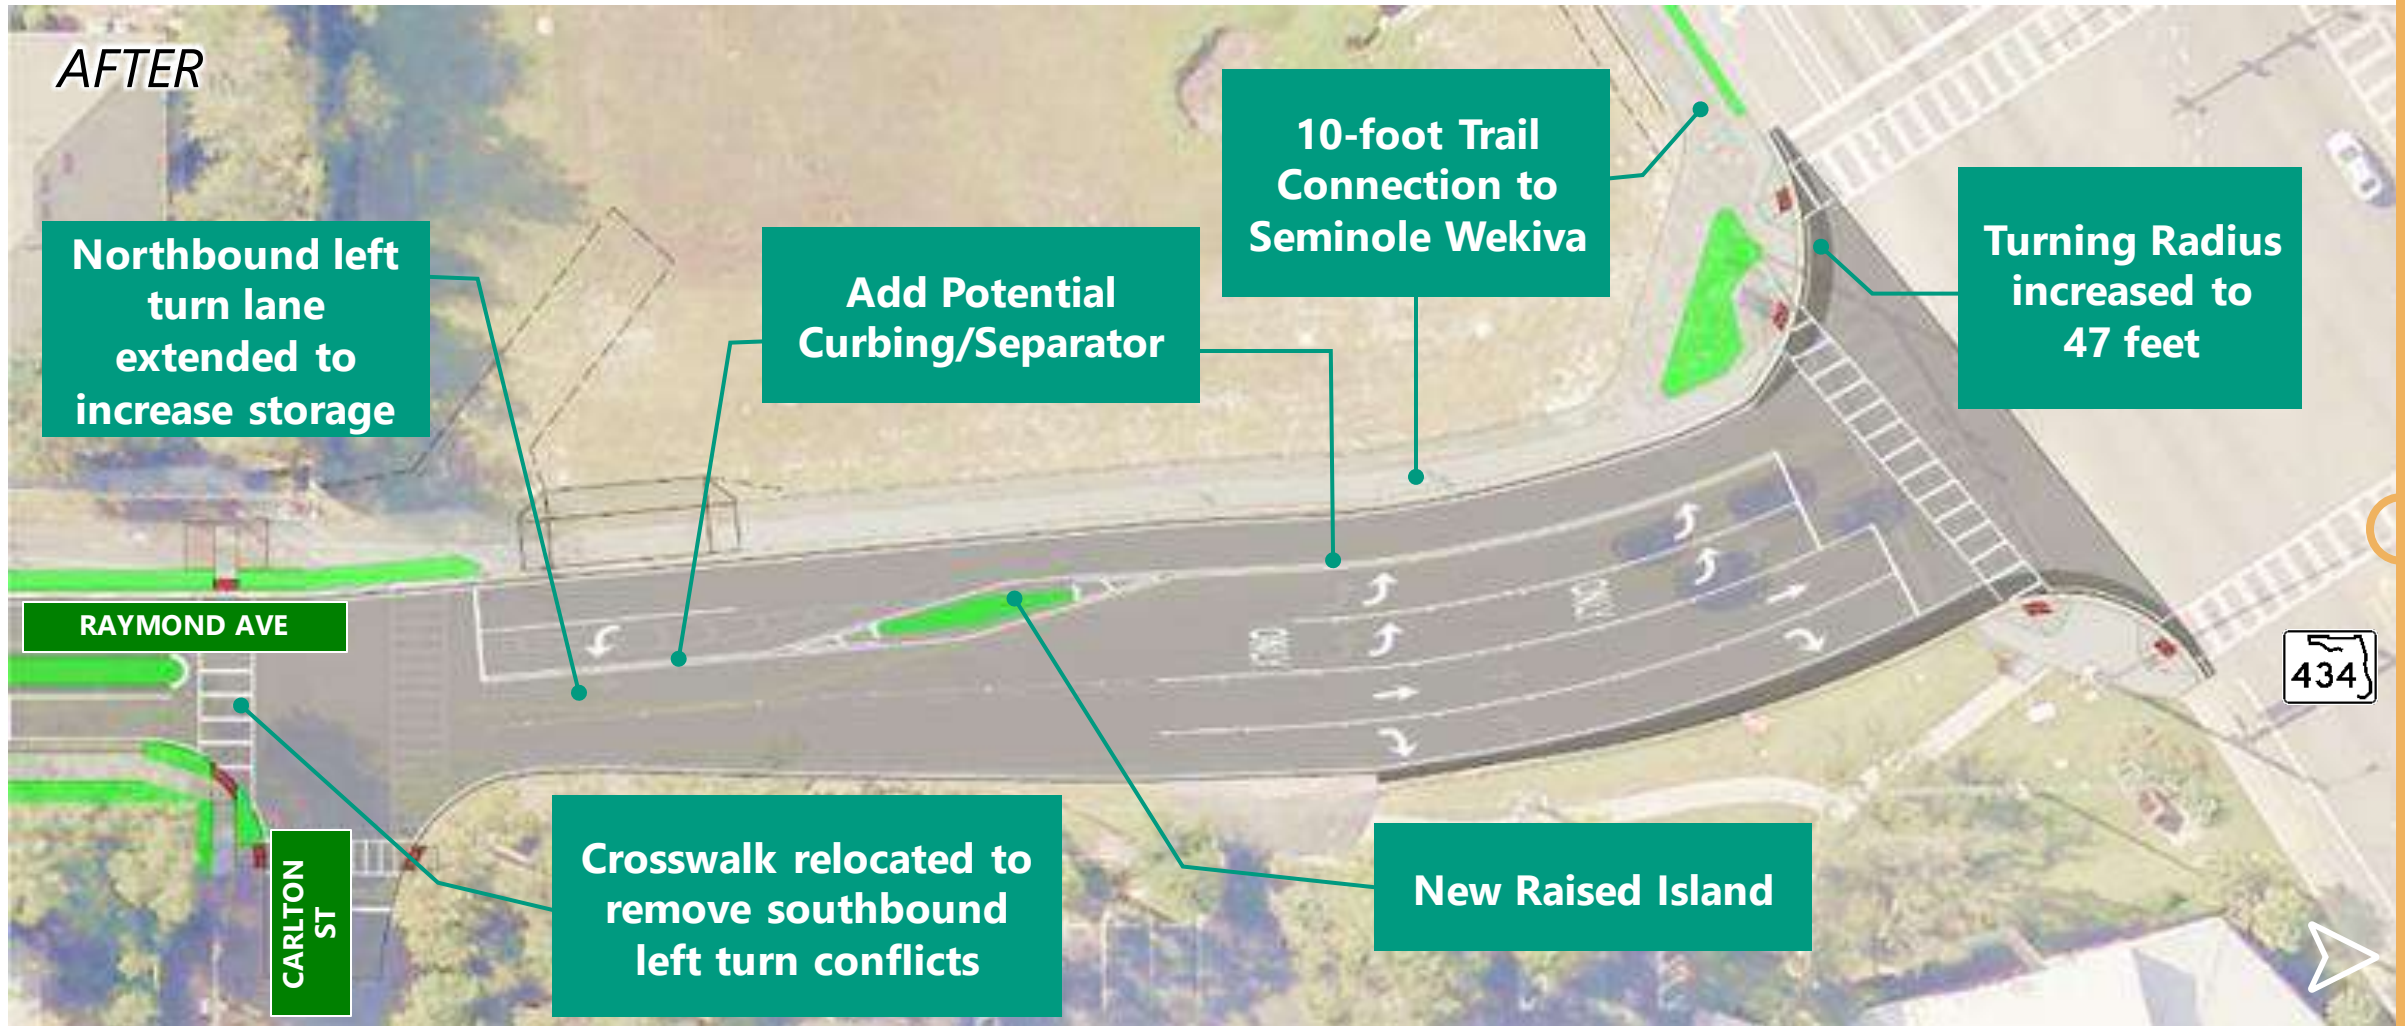 AFTER
10-foot Trail
Connection to
Seminole Wekiva
Turning Radius
increased to
47 feet
Northbound left
turn lane
extended to
increase storage
Add Potential
Curbing/Separator
RAYMOND AVE
434
Crosswalk relocated to
remove southbound
left turn conflicts
New Raised Island
CARLTON
ST